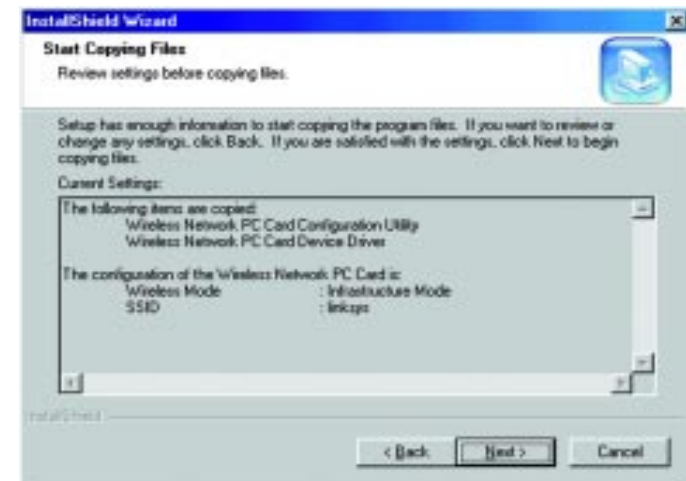 InstallShield Wizard
Start Copying Files
Review settings before copying files.
Setup has enough information to start copying the program files. If you want to review or
change any settings, click Back. If you are satisfied with the settings, click Next to begin
copying files.
Current Settings:
The following items are copied:
Wireless Network PC Card Configuration Utility
Wireless Network PC Card Device Driver
The configuration of the Wireless Network PC Card is:
Wireless Mode : Infrastructure Mode
SSID : linksys
InstallShield
< Back Next > Cancel